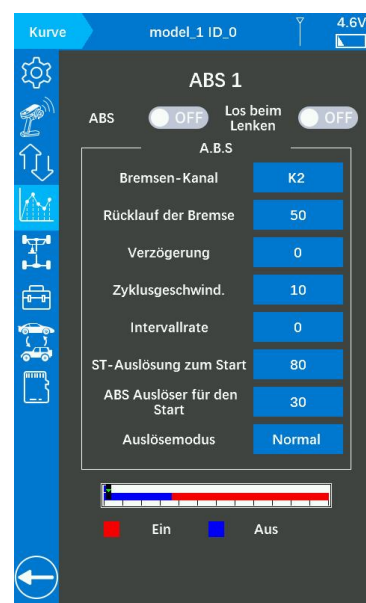 Kurve
model_1 ID_0
4.6V
ABS 1
ABS
OFF
Los beim
Lenken
OFF
A.B.S
Bremsen-Kanal
K2
Rücklauf der Bremse
50
Verzögerung
0
Zyklusgeschwind.
10
Intervallrate
0
ST-Auslösung zum Start
80
ABS Auslöser für den
Start
30
Auslösemodus
Normal
Ein
Aus